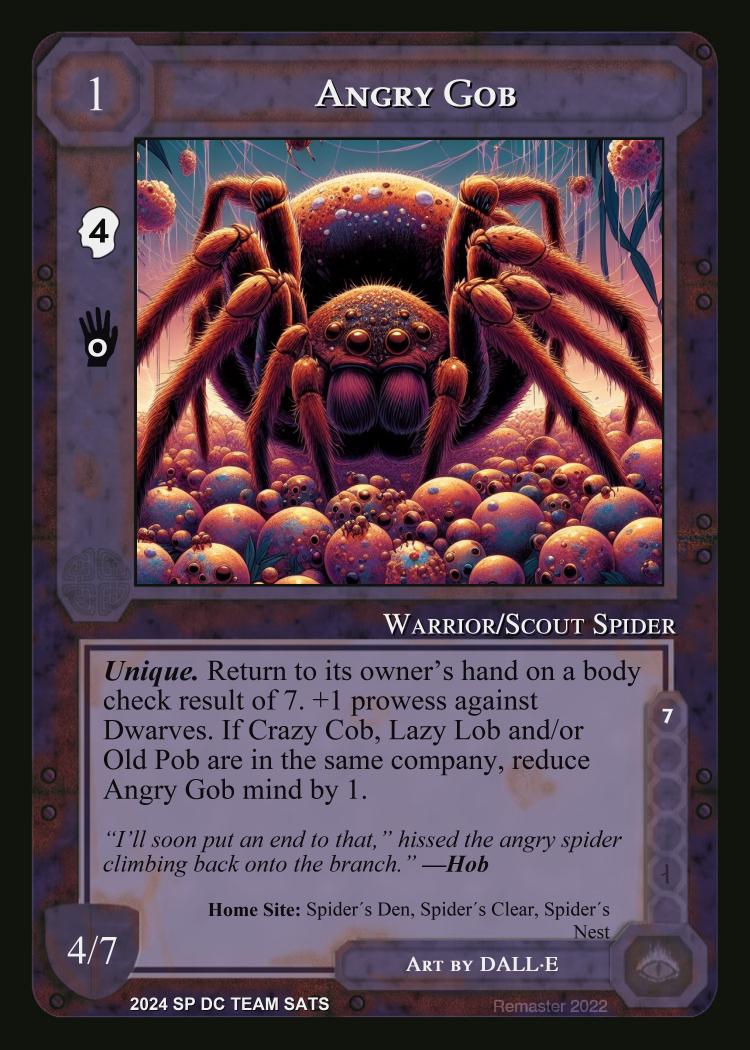 1
Angry Gob
4
0
Warrior/Scout Spider
Unique. Return to its owner’s hand on a body
check result of 7. +1 prowess against
Dwarves. If Crazy Cob, Lazy Lob and/or
Old Pob are in the same company, reduce
Angry Gob mind by 1.
7
“I’ll soon put an end to that,” hissed the angry spider
climbing back onto the branch.” —Hob
Home Site: Spider´s Den, Spider´s Clear, Spider´s
Nest
4/7
Art by DALL·E
2024 SP DC TEAM SATS
Remaster 2022